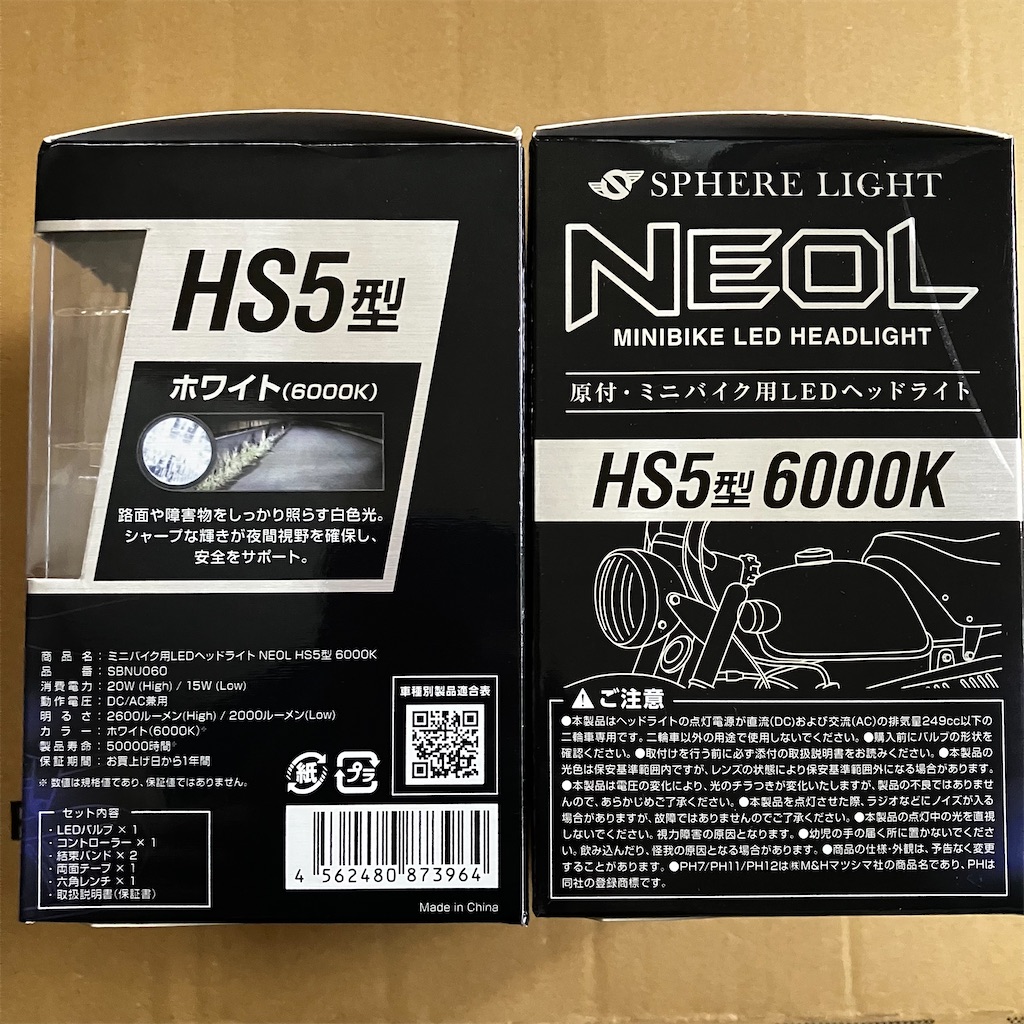 HS5型
ホワイト(6000K)
路面や障害物をしっかり照らす白色光。
シャープな輝きが夜間視野を確保し、
安全をサポート。
商品名：ミニバイク用LEDヘッドライト NEOL HS5型 6000K
品番：SBNU060
消費電力：20W (High) / 15W (Low)
動作電圧：DC/AC兼用
明るさ：2600ルーメン(High) / 2000ルーメン(Low)
カラー：ホワイト(6000K)※
製品寿命：50000時間※
保証期間：お買上げ日から1年間
※ 数値は規格値であり、保証値ではありません。
セット内容
・LEDバルブ × 1
・コントローラー × 1
・結束バンド × 2
・両面テープ × 1
・六角レンチ × 1
・取扱説明書(保証書)
車種別製品適合表
紙
プラ
4 562480 873964
Made in China
SPHERE LIGHT
NEOL
MINIBIKE LED HEADLIGHT
原付・ミニバイク用LEDヘッドライト
HS5型 6000K
ご注意
●本製品はヘッドライトの点灯電源が直流(DC)および交流(AC)の排気量249cc以下の
二輪車専用です。二輪車以外の用途で使用しないでください。●購入前にバルブの形状を
確認ください。●取付けを行う前に必ず添付の取扱説明書をお読みください。●本製品の
光色は保安基準範囲内ですが、レンズの状態により保安基準範囲外になる場合があります。
●本製品は電圧の変化により、光のチラつきが変化いたしますが、製品の不良ではありませ
んので、あらかじめご了承ください。●本製品を点灯させた際、ラジオなどにノイズが入る
場合がありますが、故障ではありませんのでご了承ください。●本製品の点灯中の光を直視
しないでください。視力障害の原因となります。●幼児の手の届く所に置かないでくださ
い。飲み込んだり、怪我の原因となる場合があります。●商品の仕様・外観は、予告なく変更
することがあります。●PH7/PH11/PH12は㈱M&Hマツシマ社の商品名であり、PHは
同社の登録商標です。